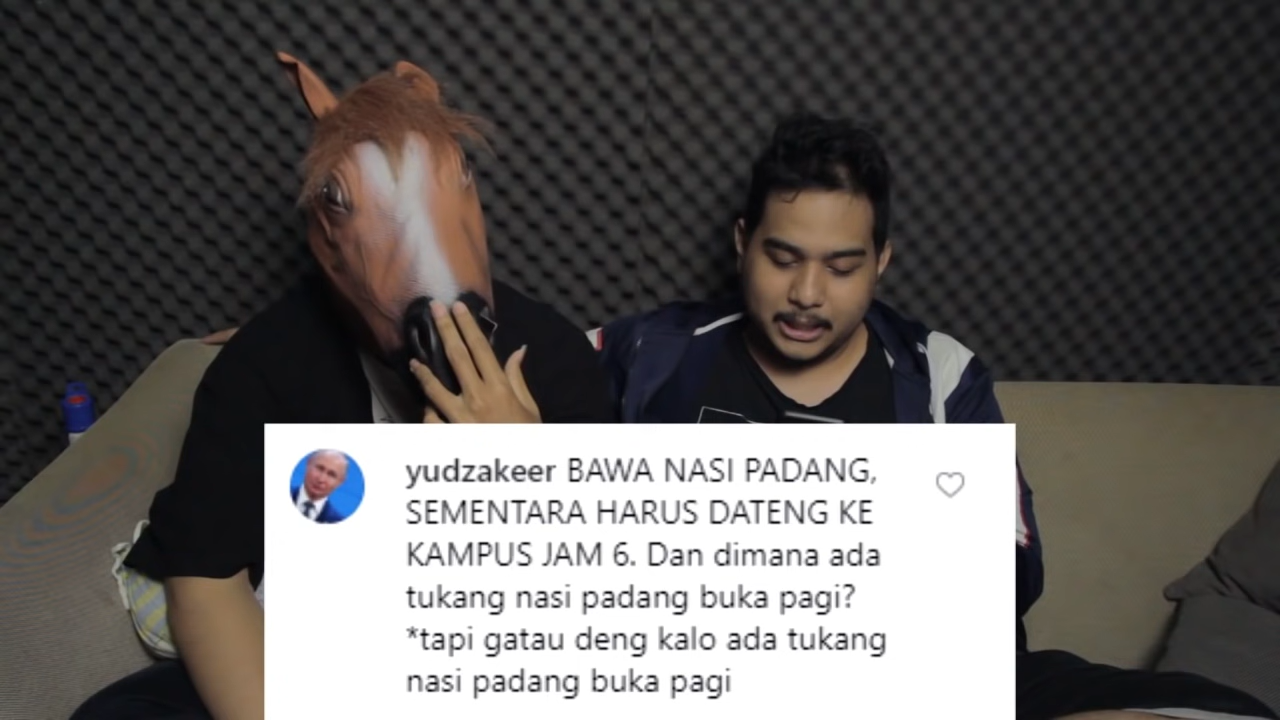 yudzakeer BAWA NASI PADANG,
SEMENTARA HARUS DATENG KE
KAMPUS JAM 6. Dan dimana ada
tukang nasi padang buka pagi?
*tapi gatau deng kalo ada tukang
nasi padang buka pagi